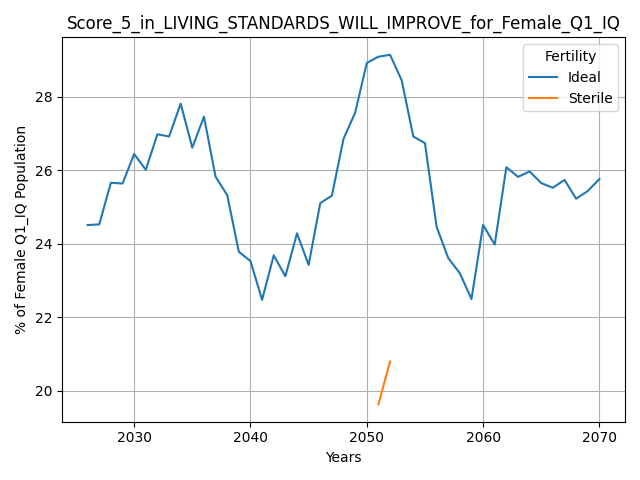 Score_5_in_LIVING_STANDARDS_WILL_IMPROVE_for_Female_Q1_IQ
Fertility
Ideal
Sterile
% of Female Q1_IQ Population
28
26
24
22
20
2030 2040 2050 2060 2070
Years